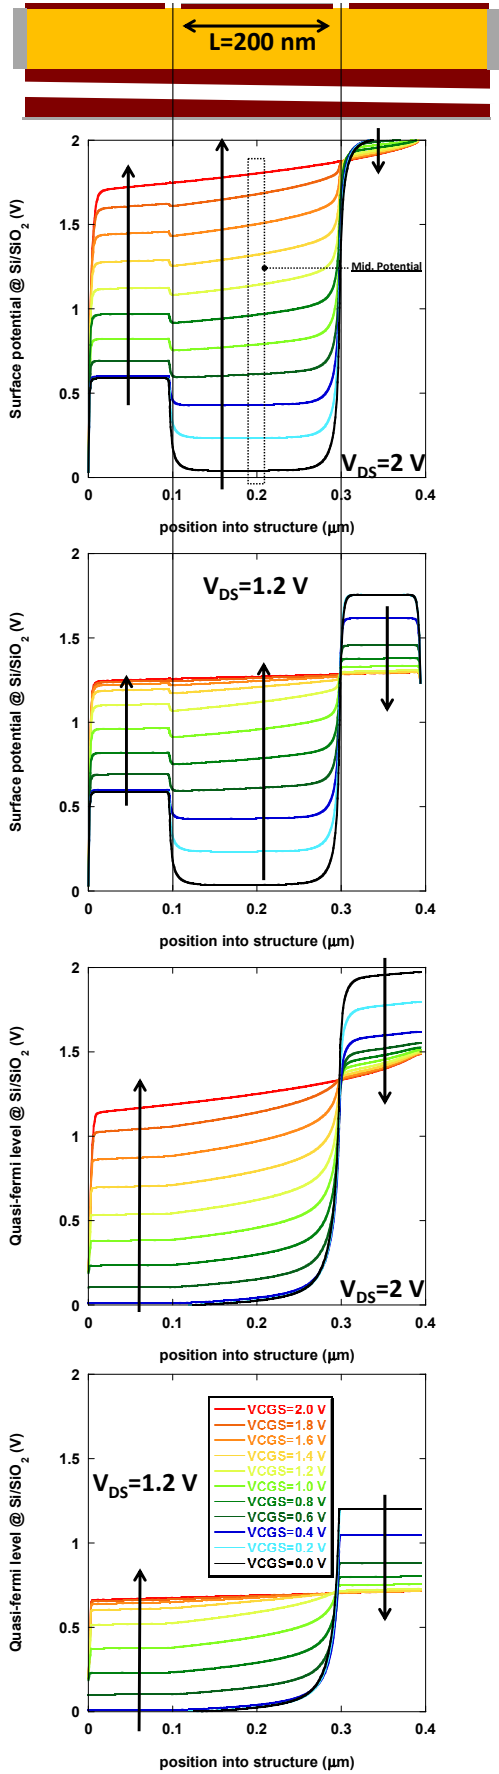 L=200 nm
Surface potential @ Si/SiO2 (V)
2
1.5
1
0.5
0
Mid. Potential
VDS=2 V
0 0.1 0.2 0.3 0.4
position into structure (µm)
Surface potential @ Si/SiO2 (V)
2
1.5
1
0.5
0
VDS=1.2 V
0 0.1 0.2 0.3 0.4
position into structure (µm)
Quasi-fermi level @ Si/SiO2 (V)
2
1.5
1
0.5
0
VDS=2 V
0 0.1 0.2 0.3 0.4
position into structure (µm)
Quasi-fermi level @ Si/SiO2 (V)
2
1.5
1
0.5
0
VDS=1.2 V
VCGS=2.0 V
VCGS=1.8 V
VCGS=1.6 V
VCGS=1.4 V
VCGS=1.2 V
VCGS=1.0 V
VCGS=0.8 V
VCGS=0.6 V
VCGS=0.4 V
VCGS=0.2 V
VCGS=0.0 V
0 0.1 0.2 0.3 0.4
position into structure (µm)